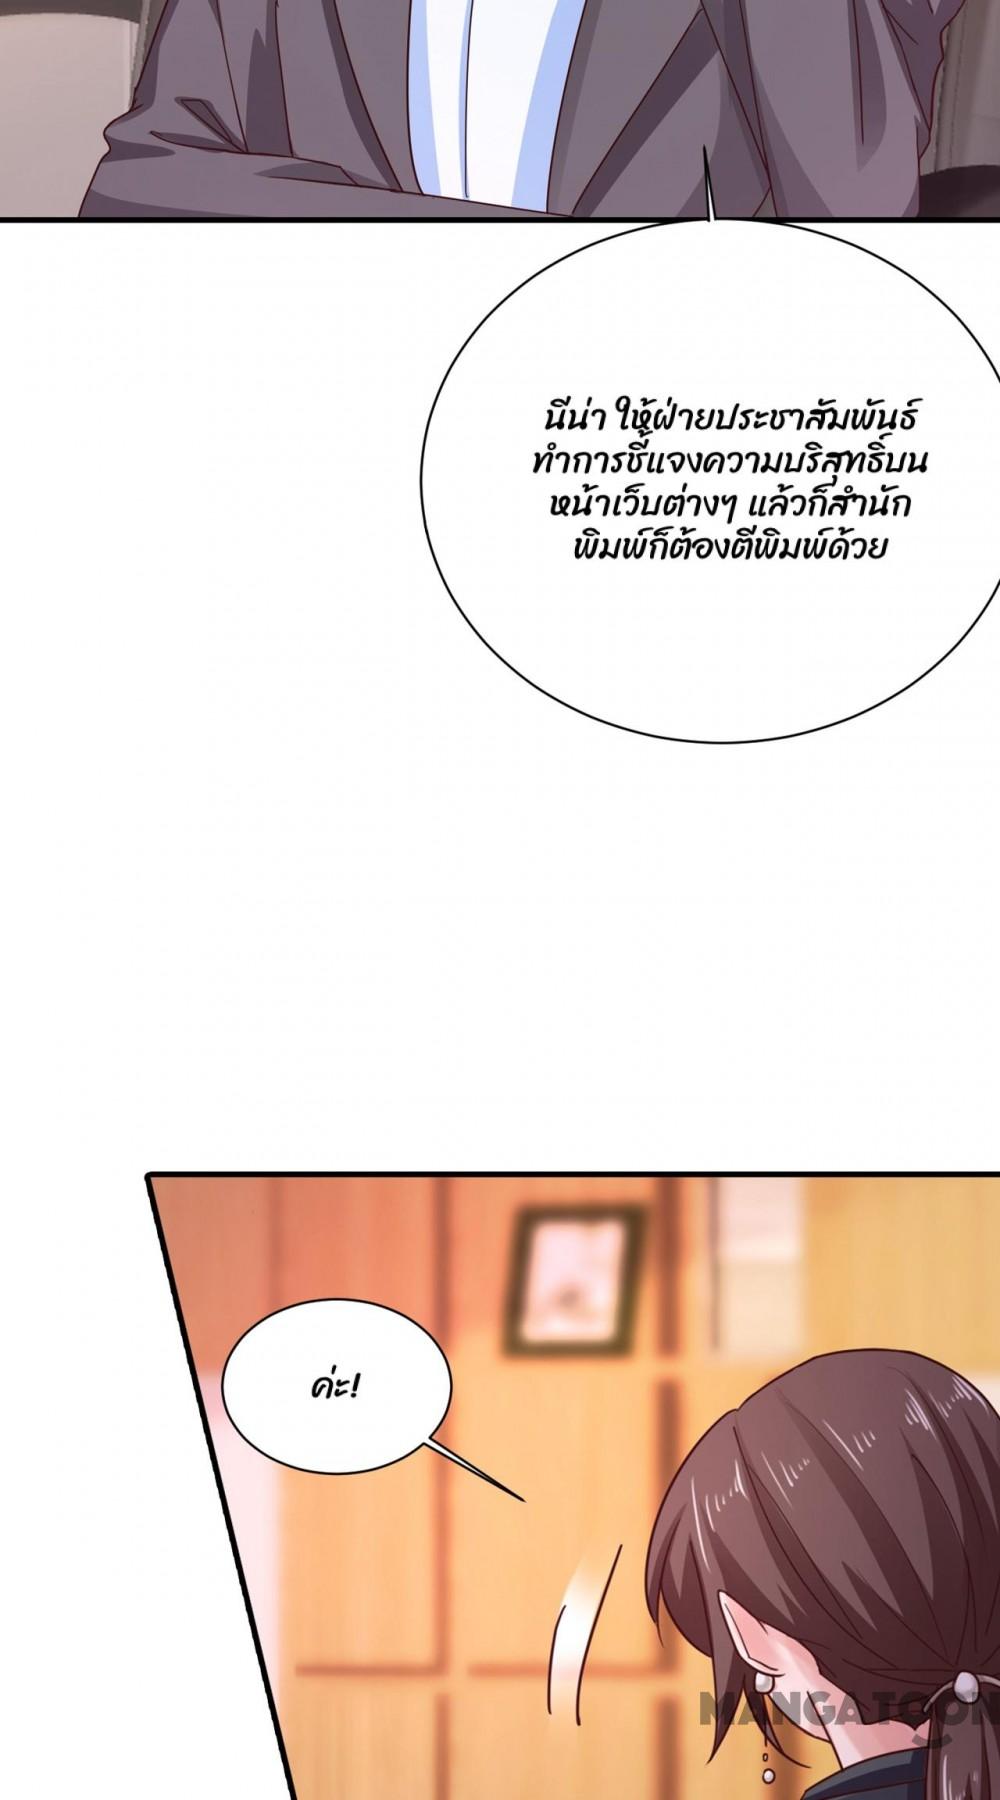 นีน่า ให้ฝ่ายประชาสัมพันธ์
ทำการชี้แจงความบริสุทธิ์บน
หน้าเว็บต่างๆ แล้วก็สำนัก
พิมพ์ก็ต้องตีพิมพ์ด้วย
ค่ะ!
MANGATOON